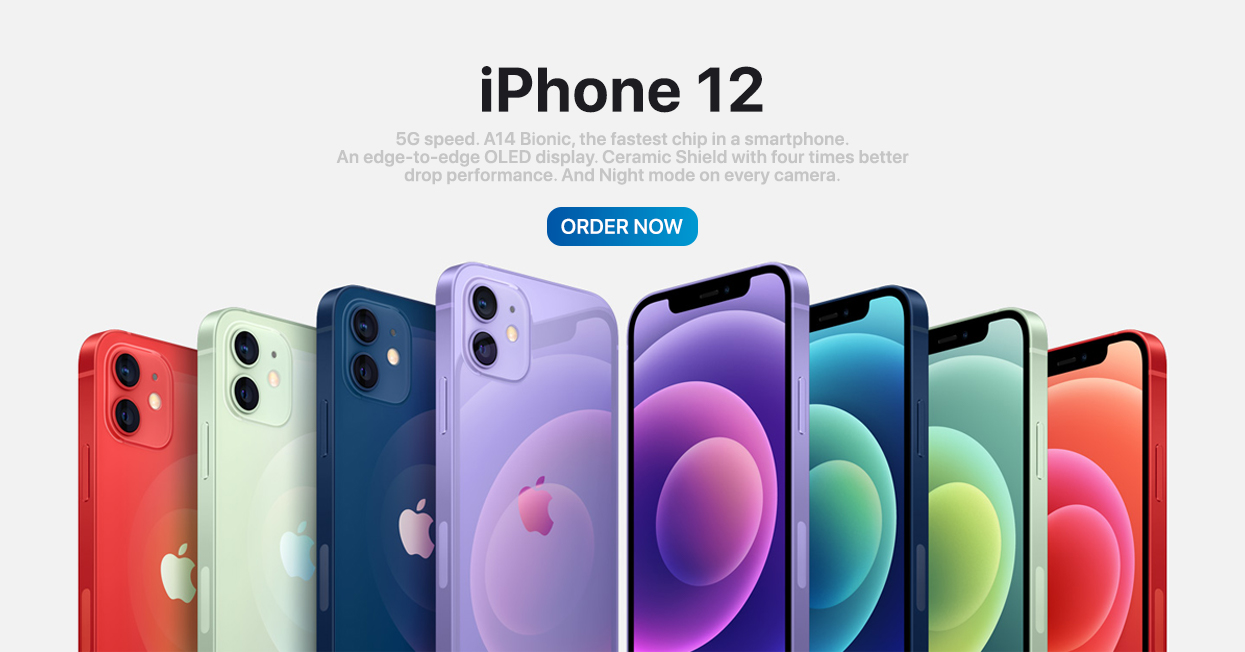 iPhone 12
5G speed. A14 Bionic, the fastest chip in a smartphone.
An edge-to-edge OLED display. Ceramic Shield with four times better
drop performance. And Night mode on every camera.
ORDER NOW